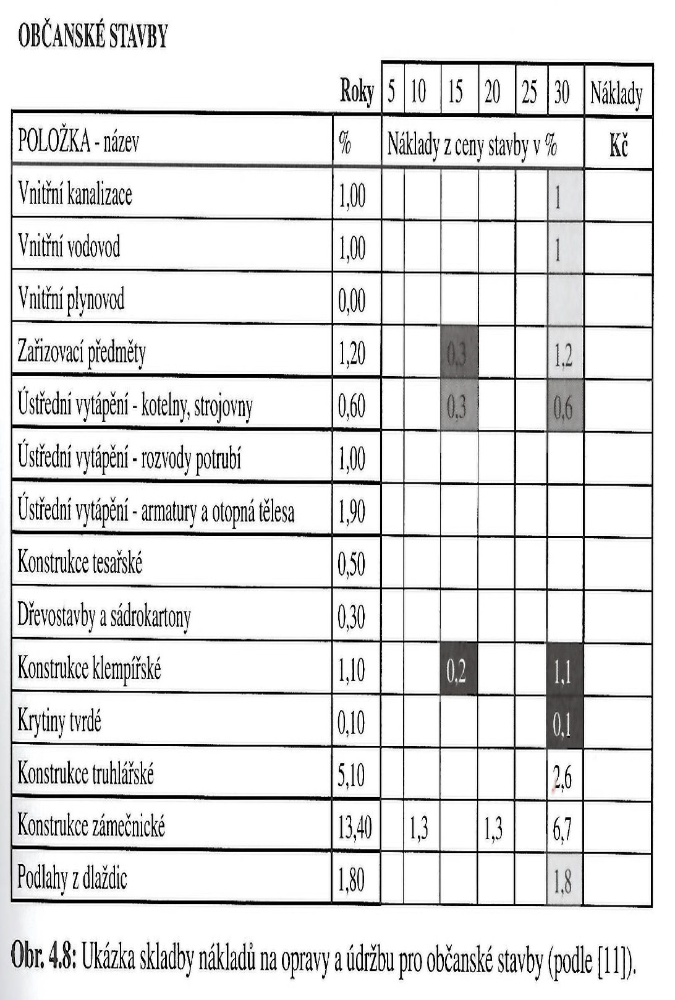 OBČANSKÉ STAVBY
Roky 5 10 15 20 25 30 Náklady
POLOŽKA - název % Náklady z ceny stavby v % Kč
Vnitřní kanalizace 1,00 1
Vnitřní vodovod 1,00 1
Vnitřní plynovod 0,00
Zařizovací předměty 1,20 0.3 1,2
Ústřední vytápění - kotelny, strojovny 0,60 0.3 0,6
Ústřední vytápění - rozvody potrubí 1,00
Ústřední vytápění - armatury a otopná tělesa 1,90
Konstrukce tesařské 0,50
Dřevostavby a sádrokartony 0,30
Konstrukce klempířské 1,10 0,2 1,1
Krytiny tvrdé 0,10 0,1
Konstrukce truhlářské 5,10 2,6
Konstrukce zámečnické 13,40 1,3 1,3 6,7
Podlahy z dlaždic 1,80 1,8
Obr. 4.8: Ukázka skladby nákladů na opravy a údržbu pro občanské stavby (podle [11]).